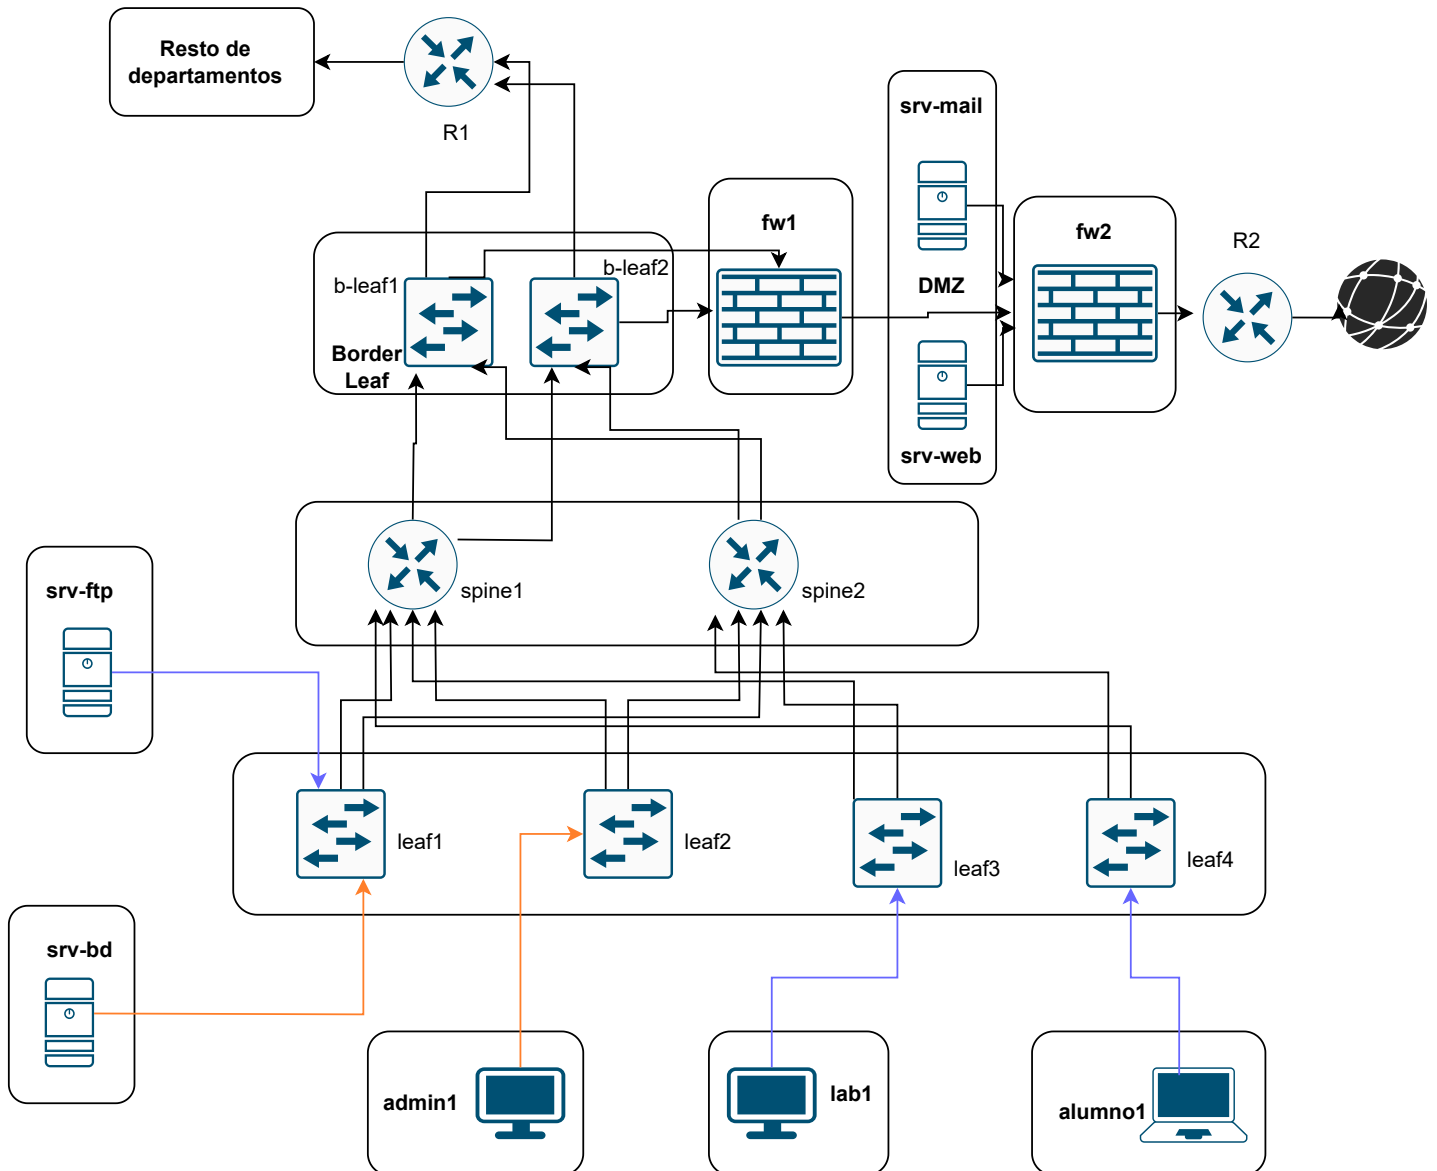 Resto de
departamentos
R1
srv-mail
fw1
fw2
R2
b-leaf1
b-leaf2
DMZ
Border
Leaf
srv-web
spine1
spine2
srv-ftp
leaf1
leaf2
leaf3
leaf4
srv-bd
admin1
lab1
alumno1